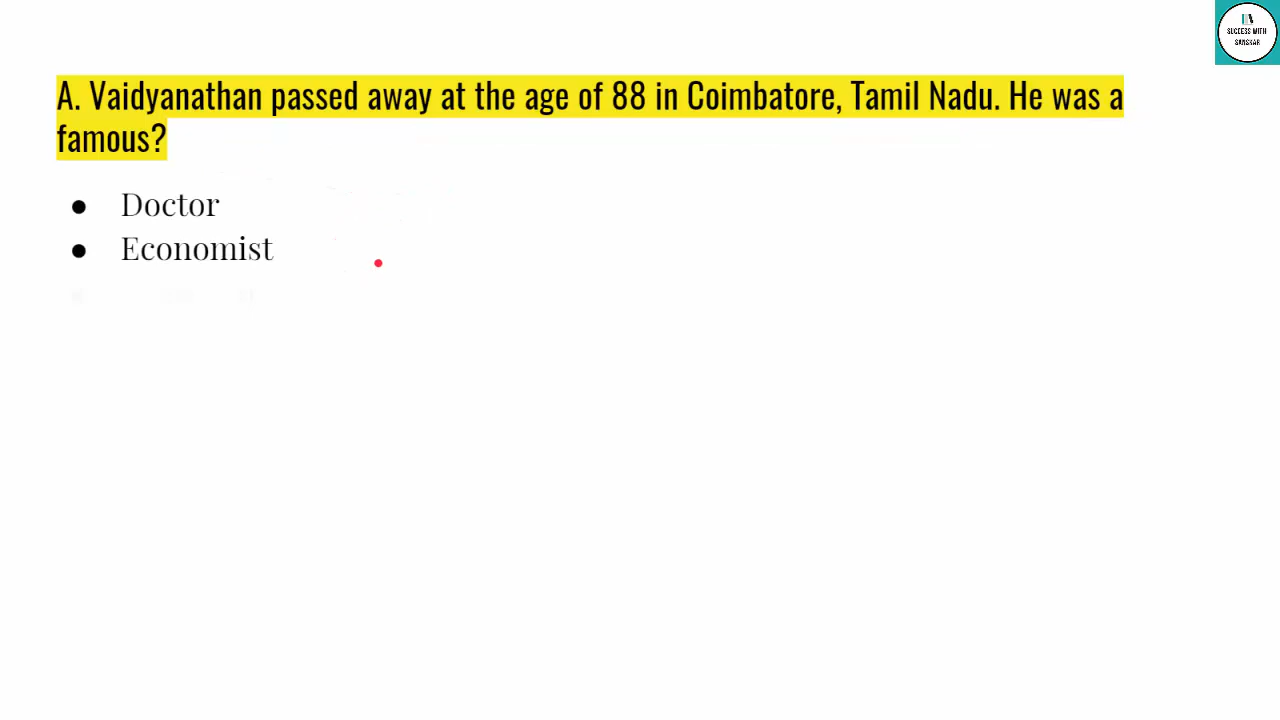 SUCCESS WITH
SANSKAR
A. Vaidyanathan passed away at the age of 88 in Coimbatore, Tamil Nadu. He was a
famous?
● Doctor
● Economist